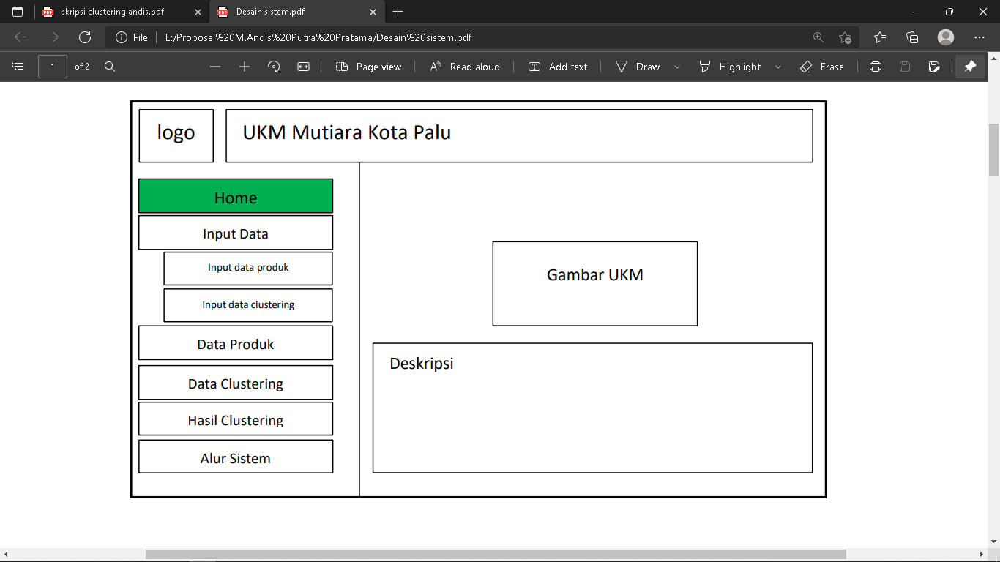 skripsi clustering andis.pdf
Desain sistem.pdf
File
E:/Proposal%20M.Andis%20Putra%20Pratama/Desain%20sistem.pdf
1 of 2
Page view
Read aloud
Add text
Draw
Highlight
Erase
logo
UKM Mutiara Kota Palu
Home
Input Data
Input data produk
Input data clustering
Data Produk
Data Clustering
Hasil Clustering
Alur Sistem
Gambar UKM
Deskripsi